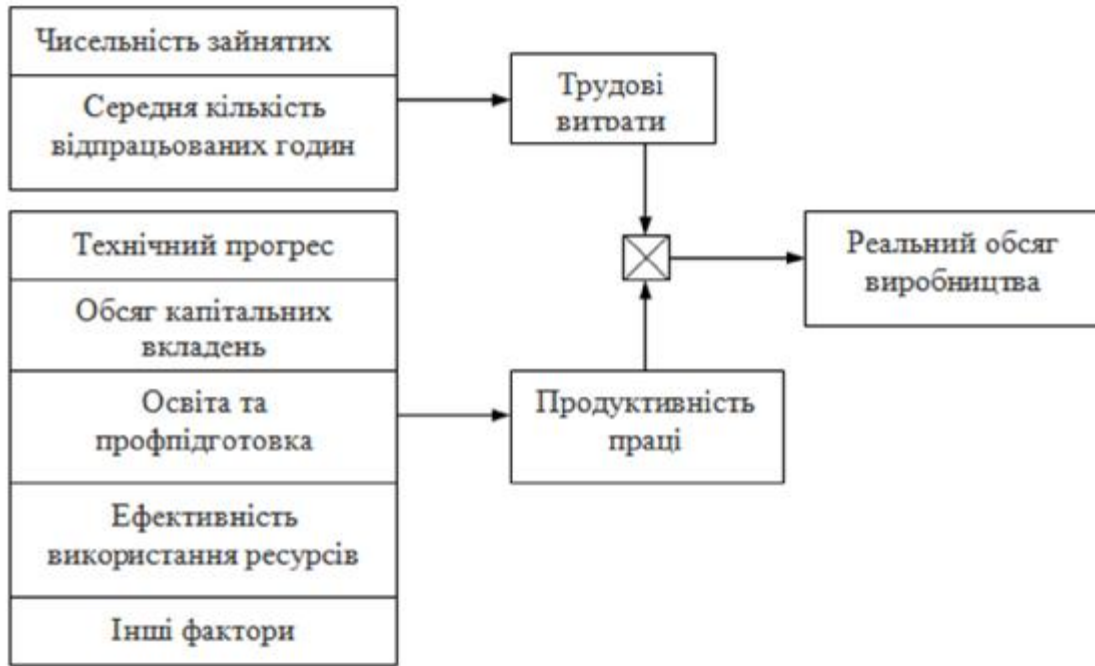 Чисельність зайнятих
Середня кількість
відпрацьованих годин
Трудові
витрати
Технічний прогрес
Обсяг капітальних
вкладень
Освіта та
профпідготовка
Ефективність
використання ресурсів
Інші фактори
Продуктивність
праці
Реальний обсяг
виробництва